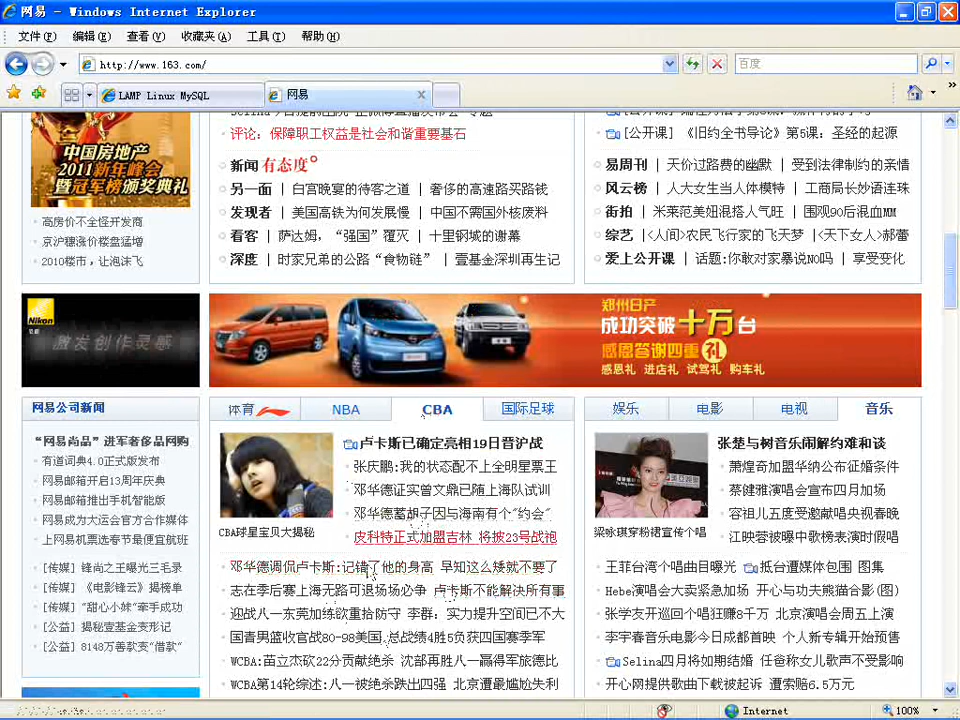 网易 - Windows Internet Explorer
文件(F) 编辑(E) 查看(V) 收藏夹(A) 工具(T) 帮助(H)
http://www.163.com/
百度
LAMP Linux MySQL
网易
评论: 保障职工权益是社会和谐重要基石
[公开课] 《旧约全书导论》第5课: 圣经的起源
中国房地产
2011新年峰会
暨冠军榜颁奖典礼
高房价不全怪开发商
京沪穗涨价楼盘猛增
2010楼市,让泡沫飞
新闻 有态度
另一面 | 白宫晚宴的待客之道 | 奢侈的高速路买路钱
发现者 | 美国高铁为何发展慢 | 中国不需国外核废料
看客 | 萨达姆,“强国”覆灭 | 十里钢城的谢幕
深度 | 时家兄弟的公路“食物链” | 壹基金深圳再生记
易周刊 | 天价过路费的幽默 | 受到法律制约的亲情
风云榜 | 人大女生当人体模特 | 工商局长妙语连珠
街拍 | 米莱范美妞混搭人气旺 | 围观90后混血MM
综艺 |<人间>农民飞行家的飞天梦 |<天下女人>郝蕾
爱上公开课 | 话题:你敢对家暴说NO吗 | 享受变化
Nikon
激发创作灵感
郑州日产
成功突破十万台
感恩答谢四重礼
感恩礼 进店礼 试驾礼 购车礼
网易公司新闻
“网易尚品”进军奢侈品网购
有道词典4.0正式版发布
网易邮箱开启13周年庆典
网易邮箱推出手机智能版
网易成为大运会官方合作媒体
上网易机票选春节最便宜航班
[传媒] 锋尚之王曝光三毛录
[传媒] 《电影锋云》揭榜单
[传媒] “甜心小妹”牵手成功
[公益] 揭秘壹基金变形记
[公益] 8148万善款变“借款”
体育 NBA CBA 国际足球
卢卡斯已确定亮相19日晋沪战
张庆鹏:我的状态配不上全明星票王
邓华德证实曾文鼎已随上海队试训
邓华德蓄胡子因与海南有个“约会”
皮科特正式加盟吉林 将披23号战袍
CBA球星宝贝大揭秘
邓华德调侃卢卡斯:记错了他的身高 早知这么矮就不要了
志在季后赛上海无路可退场场必争 卢卡斯不能解决所有事
迎战八一东莞加练欲重拾防守 李群: 实力提升空间已不大
国青男篮收官战80-98美国 总战绩4胜5负获四国赛季军
WCBA:苗立杰砍22分贡献绝杀 沈部再胜八一赢得军旅德比
WCBA第14轮综述:八一被绝杀跌出四强 北京遭最尴尬失利
娱乐 电影 电视 音乐
张楚与树音乐闹解约难和谈
萧煌奇加盟华纳公布征婚条件
蔡健雅演唱会宣布四月加场
容祖儿五度受邀献唱央视春晚
江映蓉被曝中歌榜表演时假唱
梁咏琪穿粉裙宣传个唱
王菲台湾个唱曲目曝光 抵台遭媒体包围 图集
Hebe演唱会大卖紧急加场 开心与功夫熊猫合影(图)
张学友开巡回个唱狂赚8千万 北京演唱会周五上演
李宇春音乐电影今日成都首映 个人新专辑开始预售
Selina四月将如期结婚 任爸称女儿歌声不受影响
开心网提供歌曲下载被起诉 遭索赔6.5万元
Internet
100%